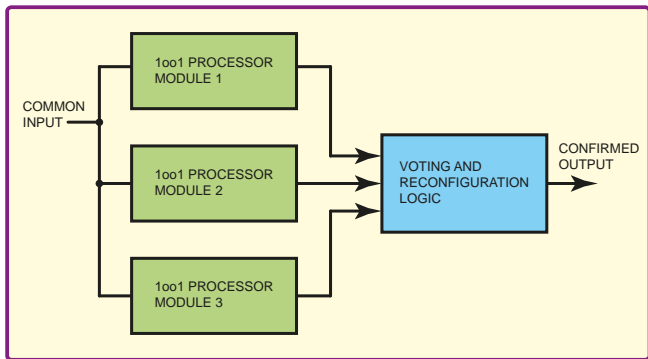 1oo1 PROCESSOR
MODULE 1
COMMON
INPUT
1oo1 PROCESSOR
MODULE 2
1oo1 PROCESSOR
MODULE 3
VOTING AND
RECONFIGURATION
LOGIC
CONFIRMED
OUTPUT